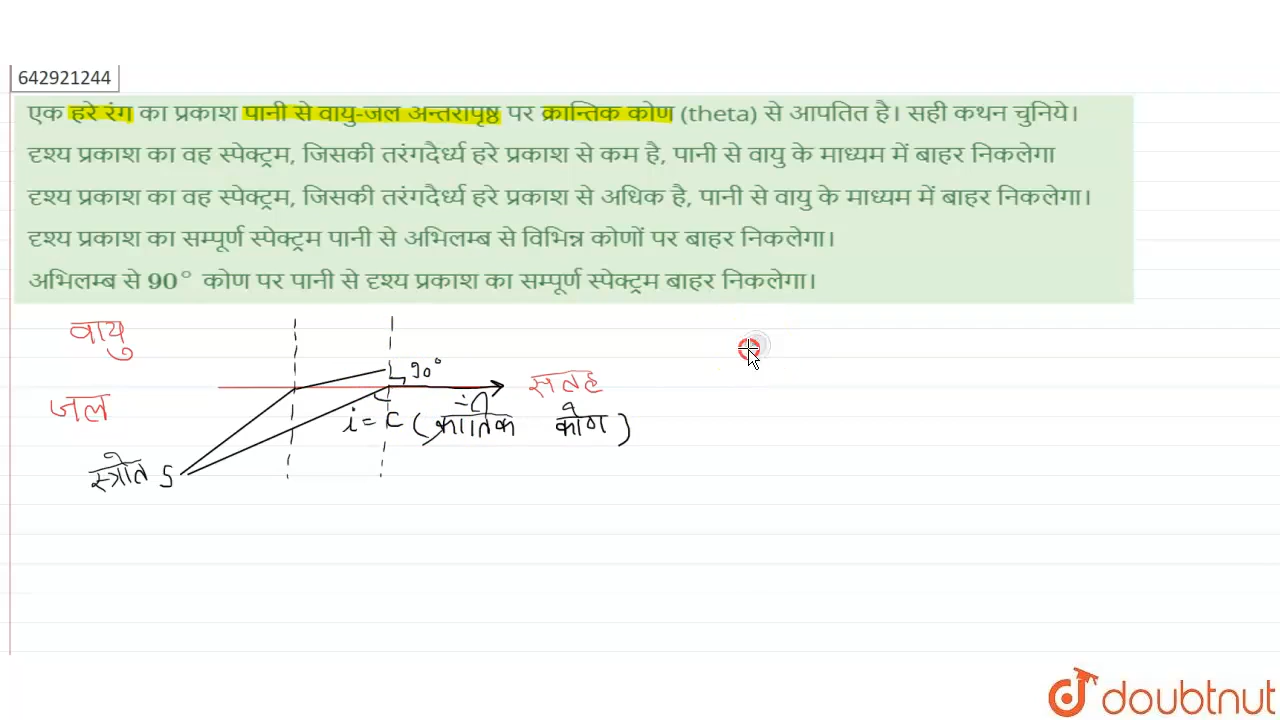 642921244
एक हरे रंग का प्रकाश पानी से वायु-जल अन्तरापृष्ठ पर क्रान्तिक कोण (theta) से आपतित है। सही कथन चुनिये।
दृश्य प्रकाश का वह स्पेक्ट्रम, जिसकी तरंगदैर्ध्य हरे प्रकाश से कम है, पानी से वायु के माध्यम में बाहर निकलेगा
दृश्य प्रकाश का वह स्पेक्ट्रम, जिसकी तरंगदैर्ध्य हरे प्रकाश से अधिक है, पानी से वायु के माध्यम में बाहर निकलेगा।
दृश्य प्रकाश का सम्पूर्ण स्पेक्ट्रम पानी से अभिलम्ब से विभिन्न कोणों पर बाहर निकलेगा।
अभिलम्ब से 90° कोण पर पानी से दृश्य प्रकाश का सम्पूर्ण स्पेक्ट्रम बाहर निकलेगा।
वायु
90°
सतह
जल
i = C (क्रांतिक कोण)
स्त्रोत S
doubtnut